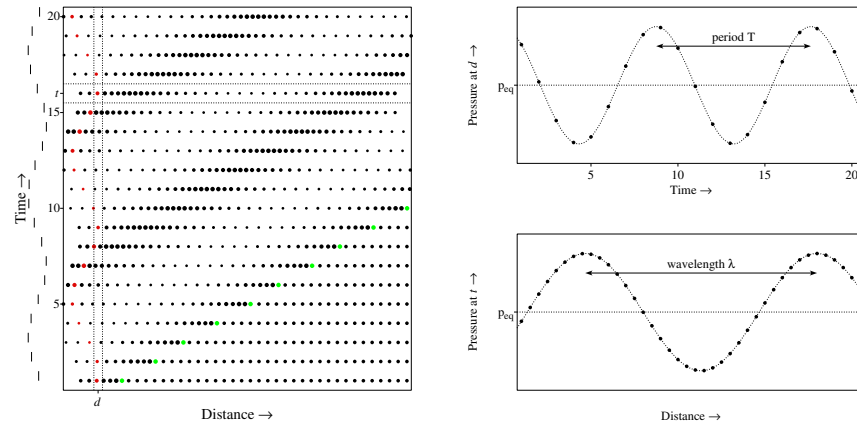 20
t
15
10
5
Time →
d
Distance →
Pressure at d →
p_eq
period T
5
10
15
20
Time →
Pressure at t →
p_eq
wavelength λ
Distance →